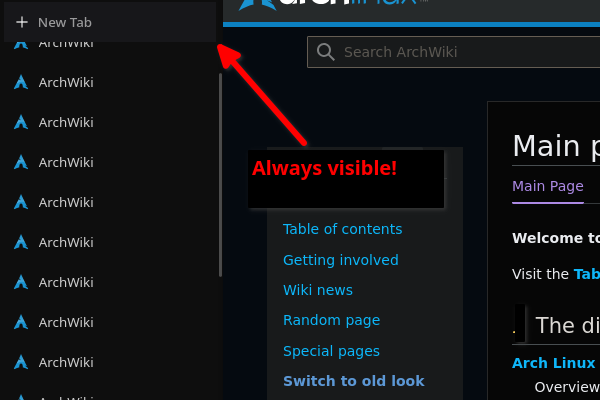 New Tab
ArchWiki
ArchWiki
ArchWiki
ArchWiki
ArchWiki
ArchWiki
ArchWiki
ArchWiki
ArchWiki
ArchWiki
Search ArchWiki
Always visible!
Table of contents
Getting involved
Wiki news
Random page
Special pages
Switch to old look
Main p
Main Page
Welcome to
Visit the Tab
The di
Arch Linux
Overview